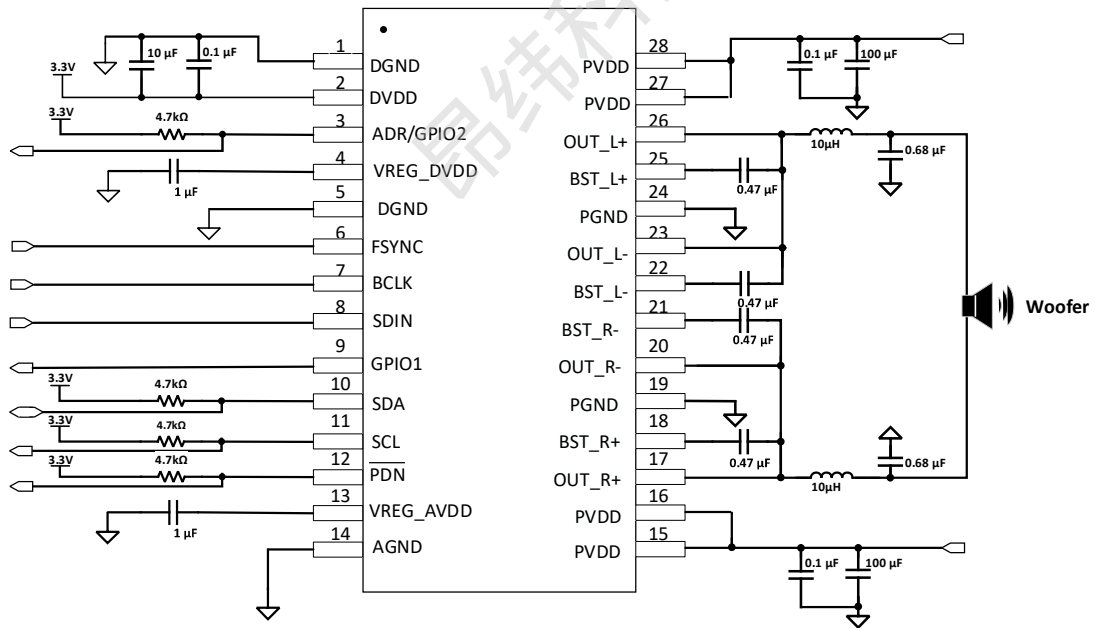 昂纬科
10 µF
0.1 µF
3.3V
1
DGND
2
DVDD
3.3V
4.7kΩ
3
ADR/GPIO2
4
VREG_DVDD
1 µF
5
DGND
6
FSYNC
7
BCLK
8
SDIN
9
GPIO1
3.3V
4.7kΩ
10
SDA
3.3V
4.7kΩ
11
SCL
3.3V
4.7kΩ
12
PDN
13
VREG_AVDD
1 µF
14
AGND
28
PVDD
0.1 µF
100 µF
27
PVDD
26
OUT_L+
10µH
0.68 µF
25
BST_L+
0.47 µF
24
PGND
23
OUT_L-
22
BST_L-
0.47 µF
21
BST_R-
0.47 µF
20
OUT_R-
19
PGND
18
BST_R+
0.47 µF
17
OUT_R+
10µH
0.68 µF
Woofer
16
PVDD
15
PVDD
0.1 µF
100 µF